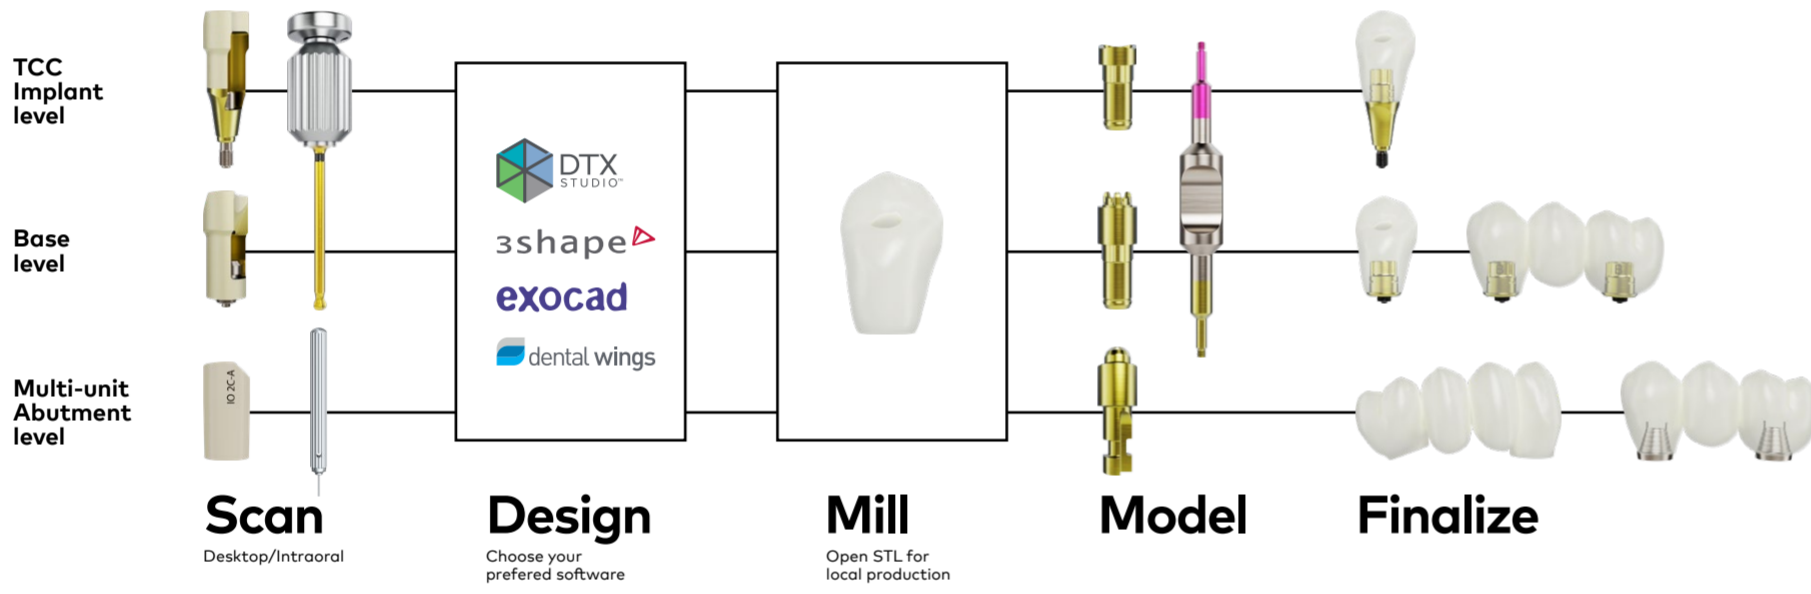 TCC
Implant
level
Base
level
Multi-unit
Abutment
level
IO 2C-A
DTX
STUDIO™
3shape
exocad
dental wings
Scan
Desktop/Intraoral
Design
Choose your
prefered software
Mill
Open STL for
local production
Model
Finalize